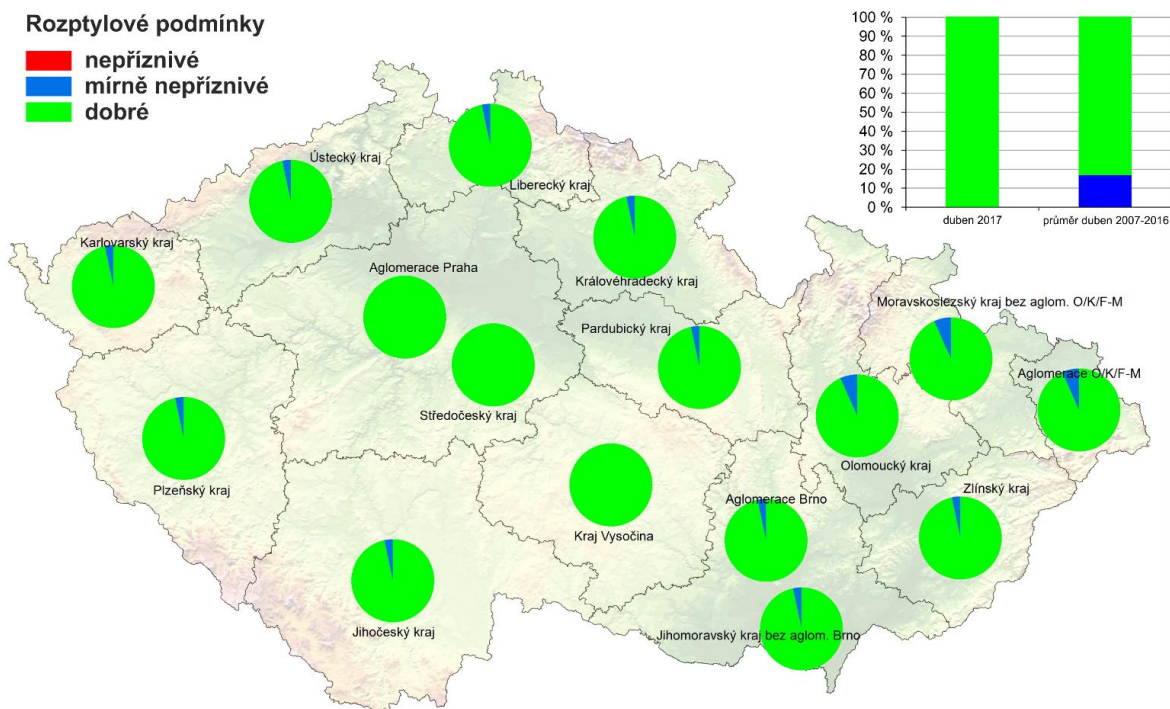 Rozptylové podmínky
nepříznivé
mírně nepříznivé
dobré
100 %
90 %
80 %
70 %
60 %
50 %
40 %
30 %
20 %
10 %
0 %
duben 2017
průměr duben 2007-2016
Ústecký kraj
Liberecký kraj
Karlovarský kraj
Aglomerace Praha
Královéhradecký kraj
Moravskoslezský kraj bez aglom. O/K/F-M
Pardubický kraj
Aglomerace O/K/F-M
Středočeský kraj
Olomoucký kraj
Plzeňský kraj
Zlínský kraj
Aglomerace Brno
Kraj Vysočina
Jihočeský kraj
Jihomoravský kraj bez aglom. Brno